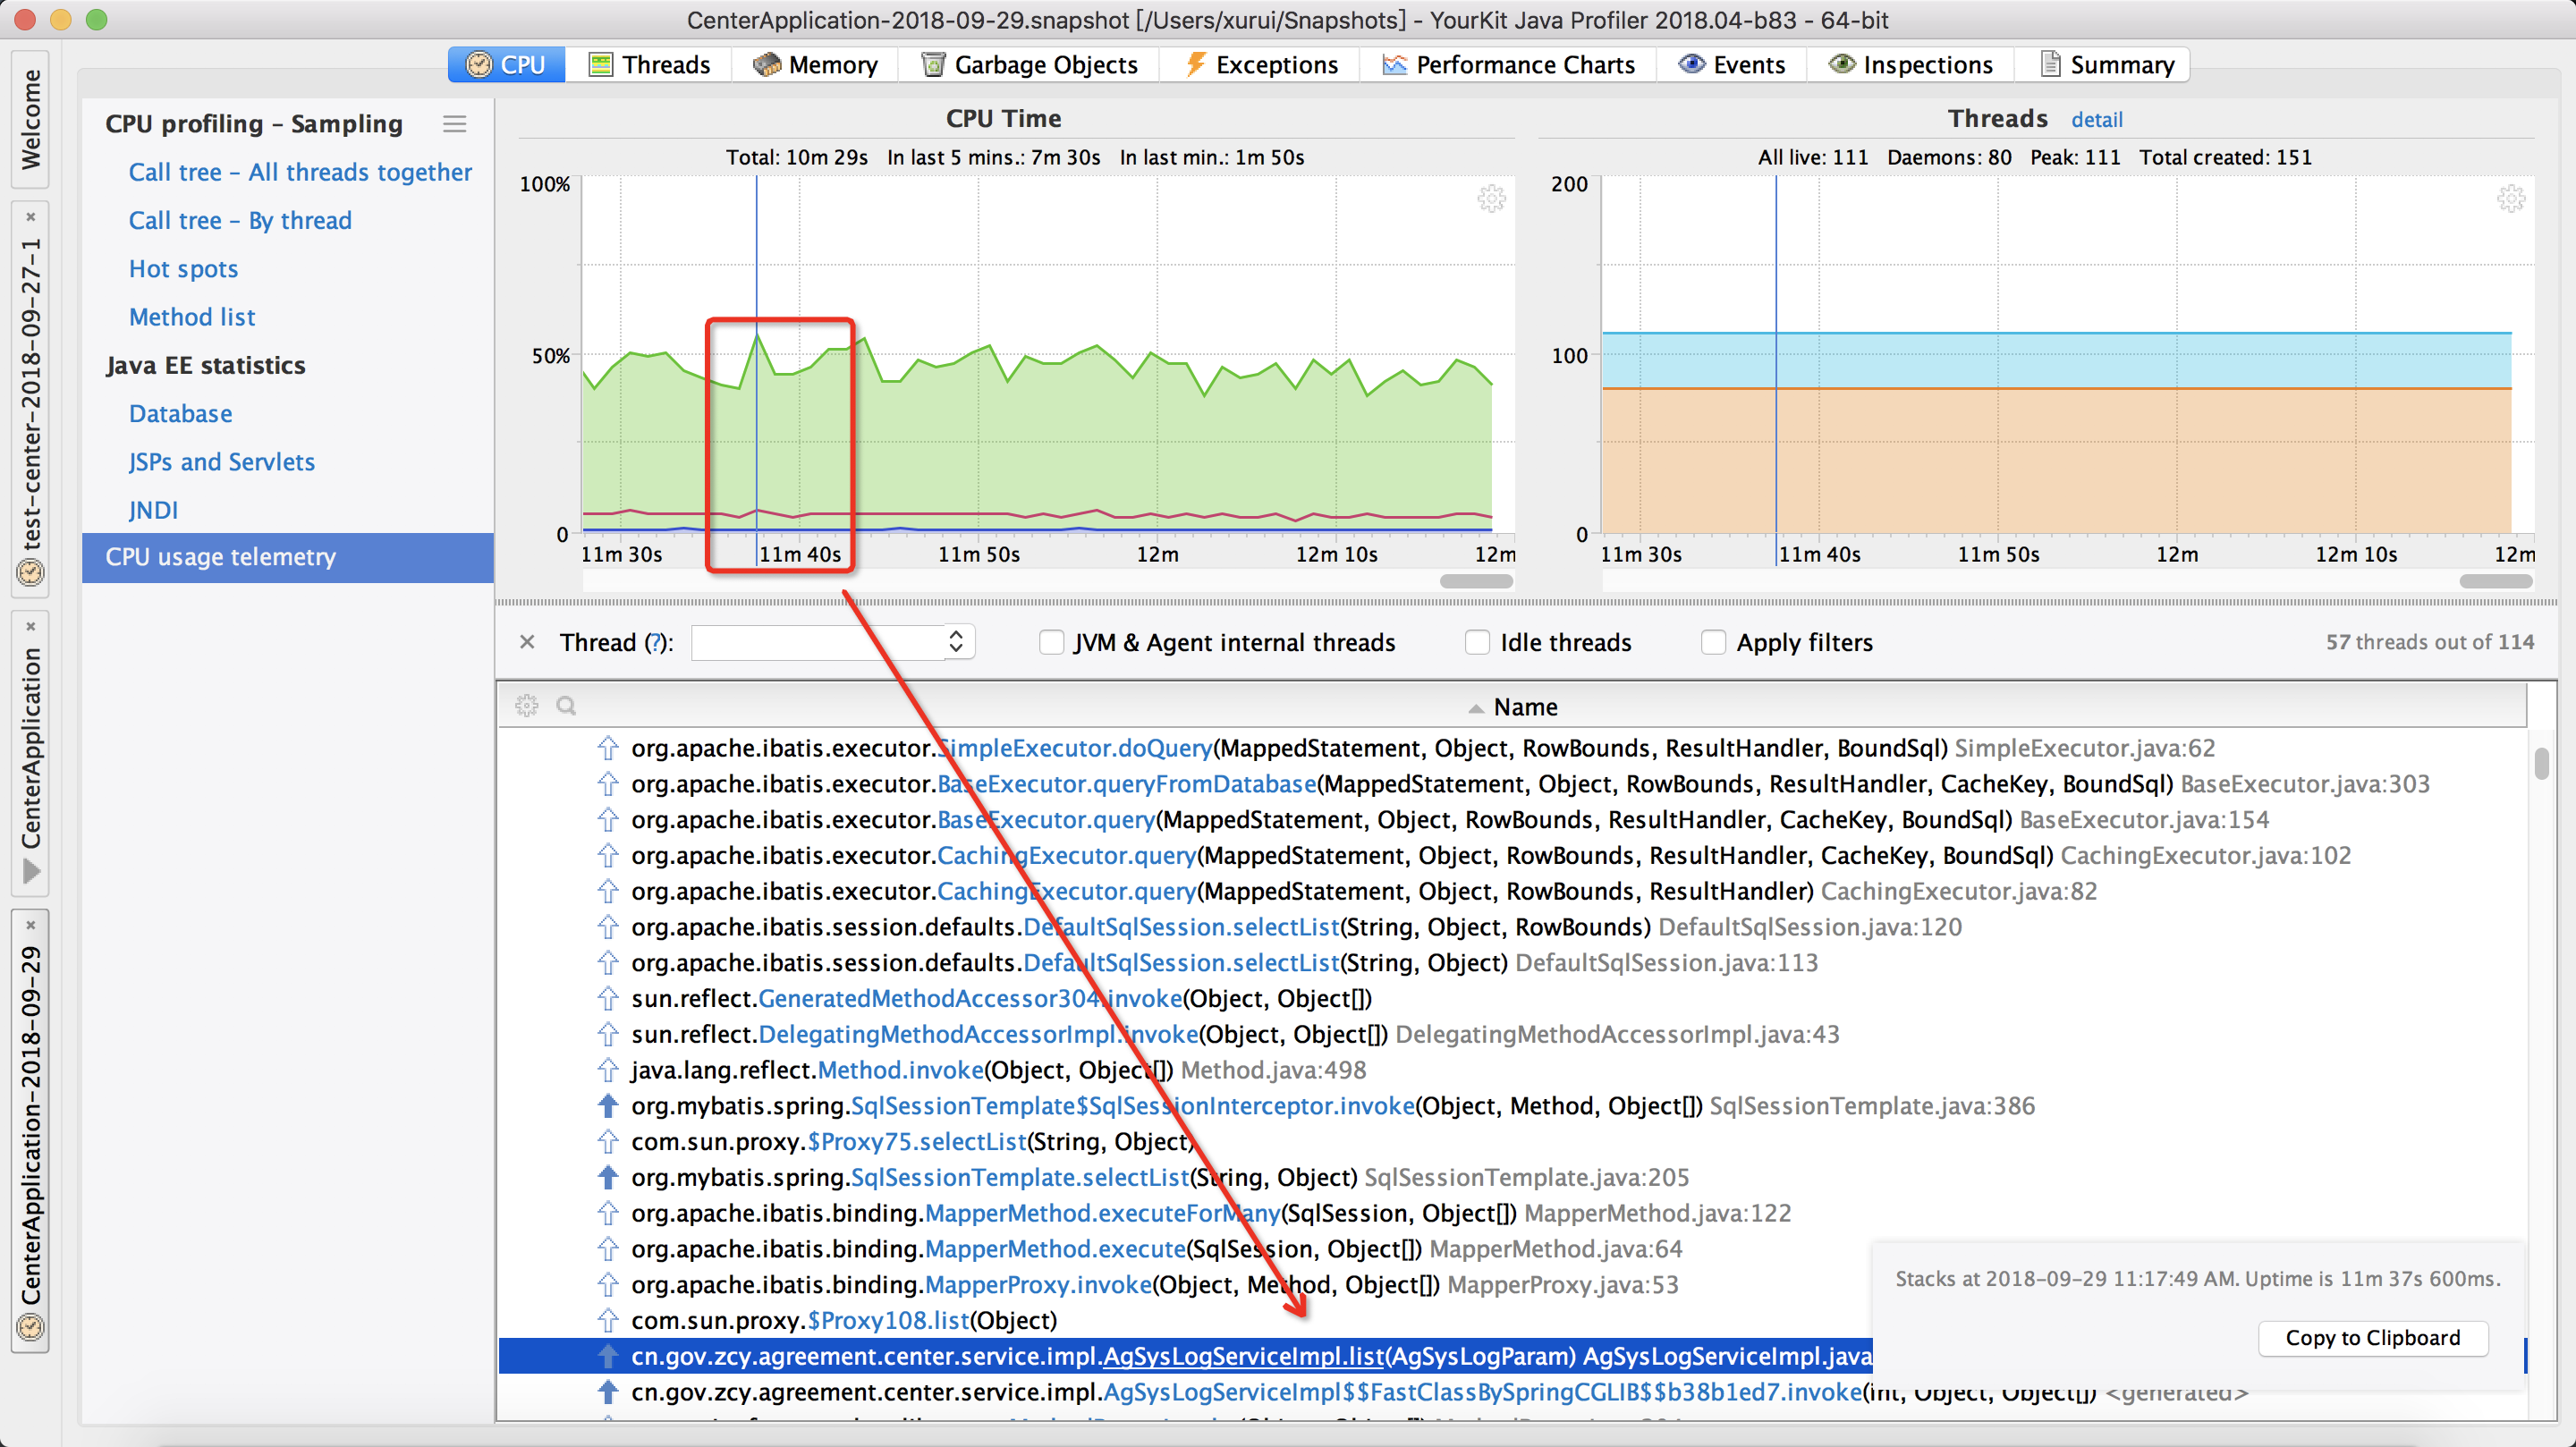 CenterApplication-2018-09-29.snapshot [/Users/xurui/Snapshots] - YourKit Java Profiler 2018.04-b83 - 64-bit
CPU
Threads
Memory
Garbage Objects
Exceptions
Performance Charts
Events
Inspections
Summary
Welcome
test-center-2018-09-27-1
CenterApplication
CenterApplication-2018-09-29
CPU profiling – Sampling
Call tree – All threads together
Call tree – By thread
Hot spots
Method list
Java EE statistics
Database
JSPs and Servlets
JNDI
CPU usage telemetry
CPU Time
Total: 10m 29s In last 5 mins.: 7m 30s In last min.: 1m 50s
100%
50%
0
11m 30s 11m 40s 11m 50s 12m 12m 10s 12m
Threads detail
All live: 111 Daemons: 80 Peak: 111 Total created: 151
200
100
0
11m 30s 11m 40s 11m 50s 12m 12m 10s 12m
Thread (?): JVM & Agent internal threads Idle threads Apply filters 57 threads out of 114
Name
org.apache.ibatis.executor.SimpleExecutor.doQuery(MappedStatement, Object, RowBounds, ResultHandler, BoundSql) SimpleExecutor.java:62
org.apache.ibatis.executor.BaseExecutor.queryFromDatabase(MappedStatement, Object, RowBounds, ResultHandler, CacheKey, BoundSql) BaseExecutor.java:303
org.apache.ibatis.executor.BaseExecutor.query(MappedStatement, Object, RowBounds, ResultHandler, CacheKey, BoundSql) BaseExecutor.java:154
org.apache.ibatis.executor.CachingExecutor.query(MappedStatement, Object, RowBounds, ResultHandler, CacheKey, BoundSql) CachingExecutor.java:102
org.apache.ibatis.executor.CachingExecutor.query(MappedStatement, Object, RowBounds, ResultHandler) CachingExecutor.java:82
org.apache.ibatis.session.defaults.DefaultSqlSession.selectList(String, Object, RowBounds) DefaultSqlSession.java:120
org.apache.ibatis.session.defaults.DefaultSqlSession.selectList(String, Object) DefaultSqlSession.java:113
sun.reflect.GeneratedMethodAccessor304.invoke(Object, Object[])
sun.reflect.DelegatingMethodAccessorImpl.invoke(Object, Object[]) DelegatingMethodAccessorImpl.java:43
java.lang.reflect.Method.invoke(Object, Object[]) Method.java:498
org.mybatis.spring.SqlSessionTemplate$SqlSessionInterceptor.invoke(Object, Method, Object[]) SqlSessionTemplate.java:386
com.sun.proxy.$Proxy75.selectList(String, Object)
org.mybatis.spring.SqlSessionTemplate.selectList(String, Object) SqlSessionTemplate.java:205
org.apache.ibatis.binding.MapperMethod.executeForMany(SqlSession, Object[]) MapperMethod.java:122
org.apache.ibatis.binding.MapperMethod.execute(SqlSession, Object[]) MapperMethod.java:64
org.apache.ibatis.binding.MapperProxy.invoke(Object, Method, Object[]) MapperProxy.java:53
com.sun.proxy.$Proxy108.list(Object)
cn.gov.zcy.agreement.center.service.impl.AgSysLogServiceImpl.list(AgSysLogParam) AgSysLogServiceImpl.java
cn.gov.zcy.agreement.center.service.impl.AgSysLogServiceImpl$$FastClassBySpringCGLIB$$b38b1ed7.invoke(int, Object, Object[]) <generated>
Stacks at 2018-09-29 11:17:49 AM. Uptime is 11m 37s 600ms.
Copy to Clipboard